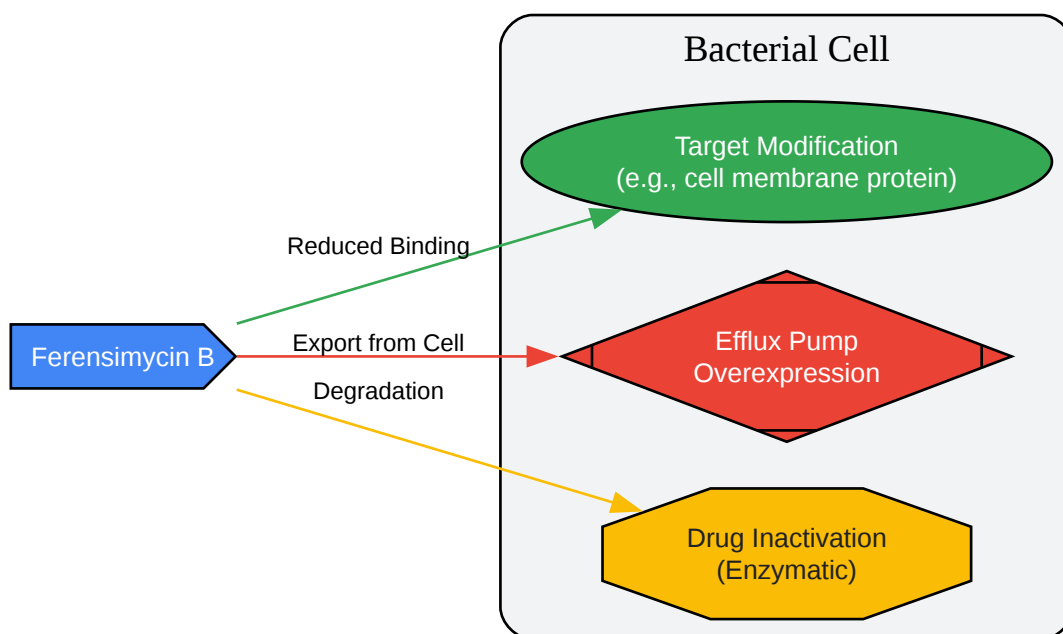 Bacterial Cell
Target Modification
(e.g., cell membrane protein)
Reduced Binding
Ferensimycin B
Export from Cell
Efflux Pump
Overexpression
Degradation
Drug Inactivation
(Enzymatic)